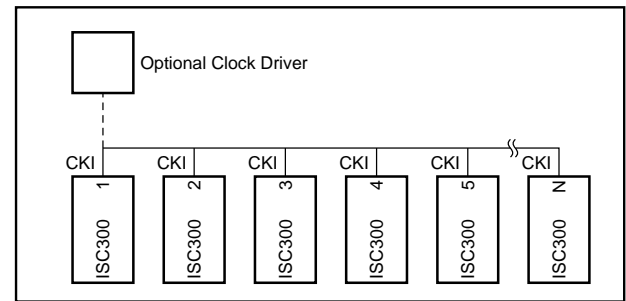 Optional Clock Driver
CKI CKI CKI CKI CKI CKI
1 2 3 4 5 N
ISC300 ISC300 ISC300 ISC300 ISC300 ISC300